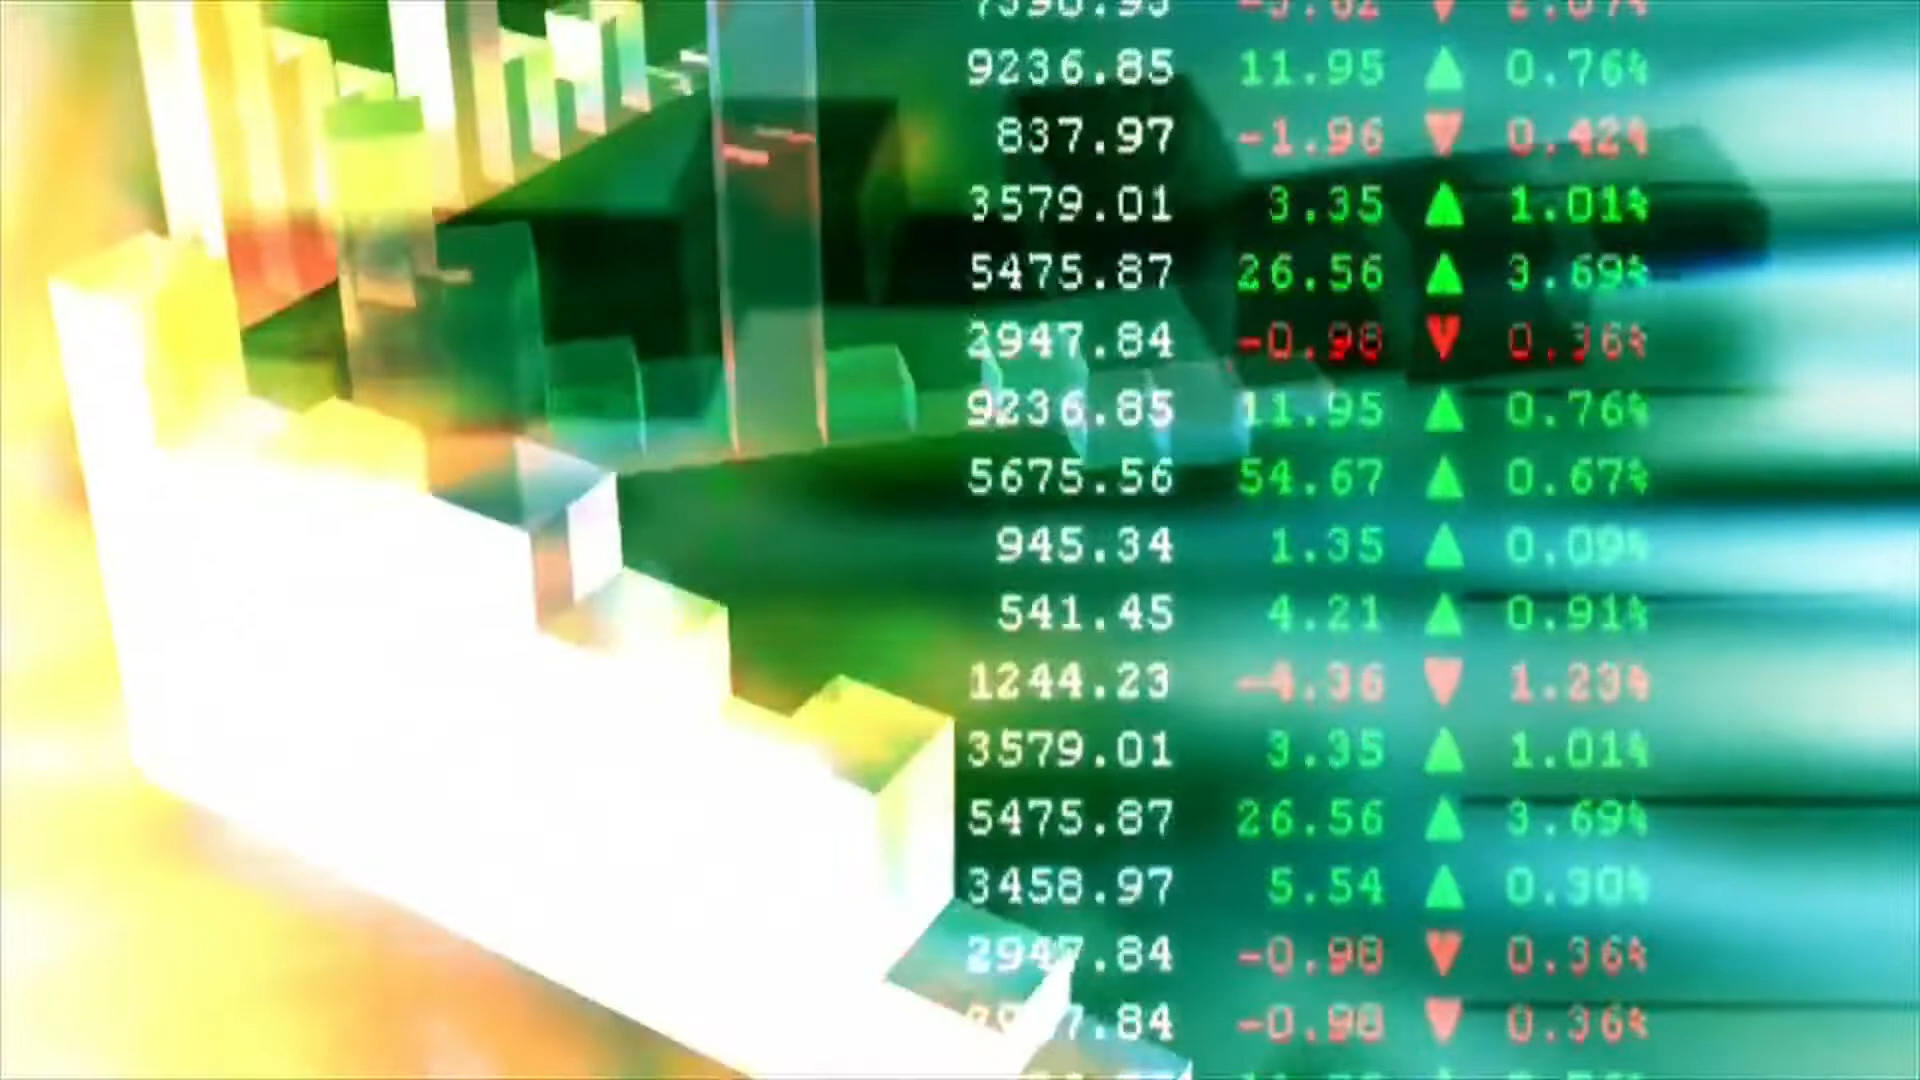 9236.85 11.95 ▲ 0.76%
837.97 -1.96 ▼ 0.42%
3579.01 3.35 ▲ 1.01%
5475.87 26.56 ▲ 3.69%
2947.84 -0.98 ▼ 0.36%
9236.85 11.95 ▲ 0.76%
5675.56 54.67 ▲ 0.67%
945.34 1.35 ▲ 0.09%
541.45 4.21 ▲ 0.91%
1244.23 -4.36 ▼ 1.23%
3579.01 3.35 ▲ 1.01%
5475.87 26.56 ▲ 3.69%
3458.97 5.54 ▲ 0.30%
2947.84 -0.98 ▼ 0.36%
-0.98 ▼ 0.36%